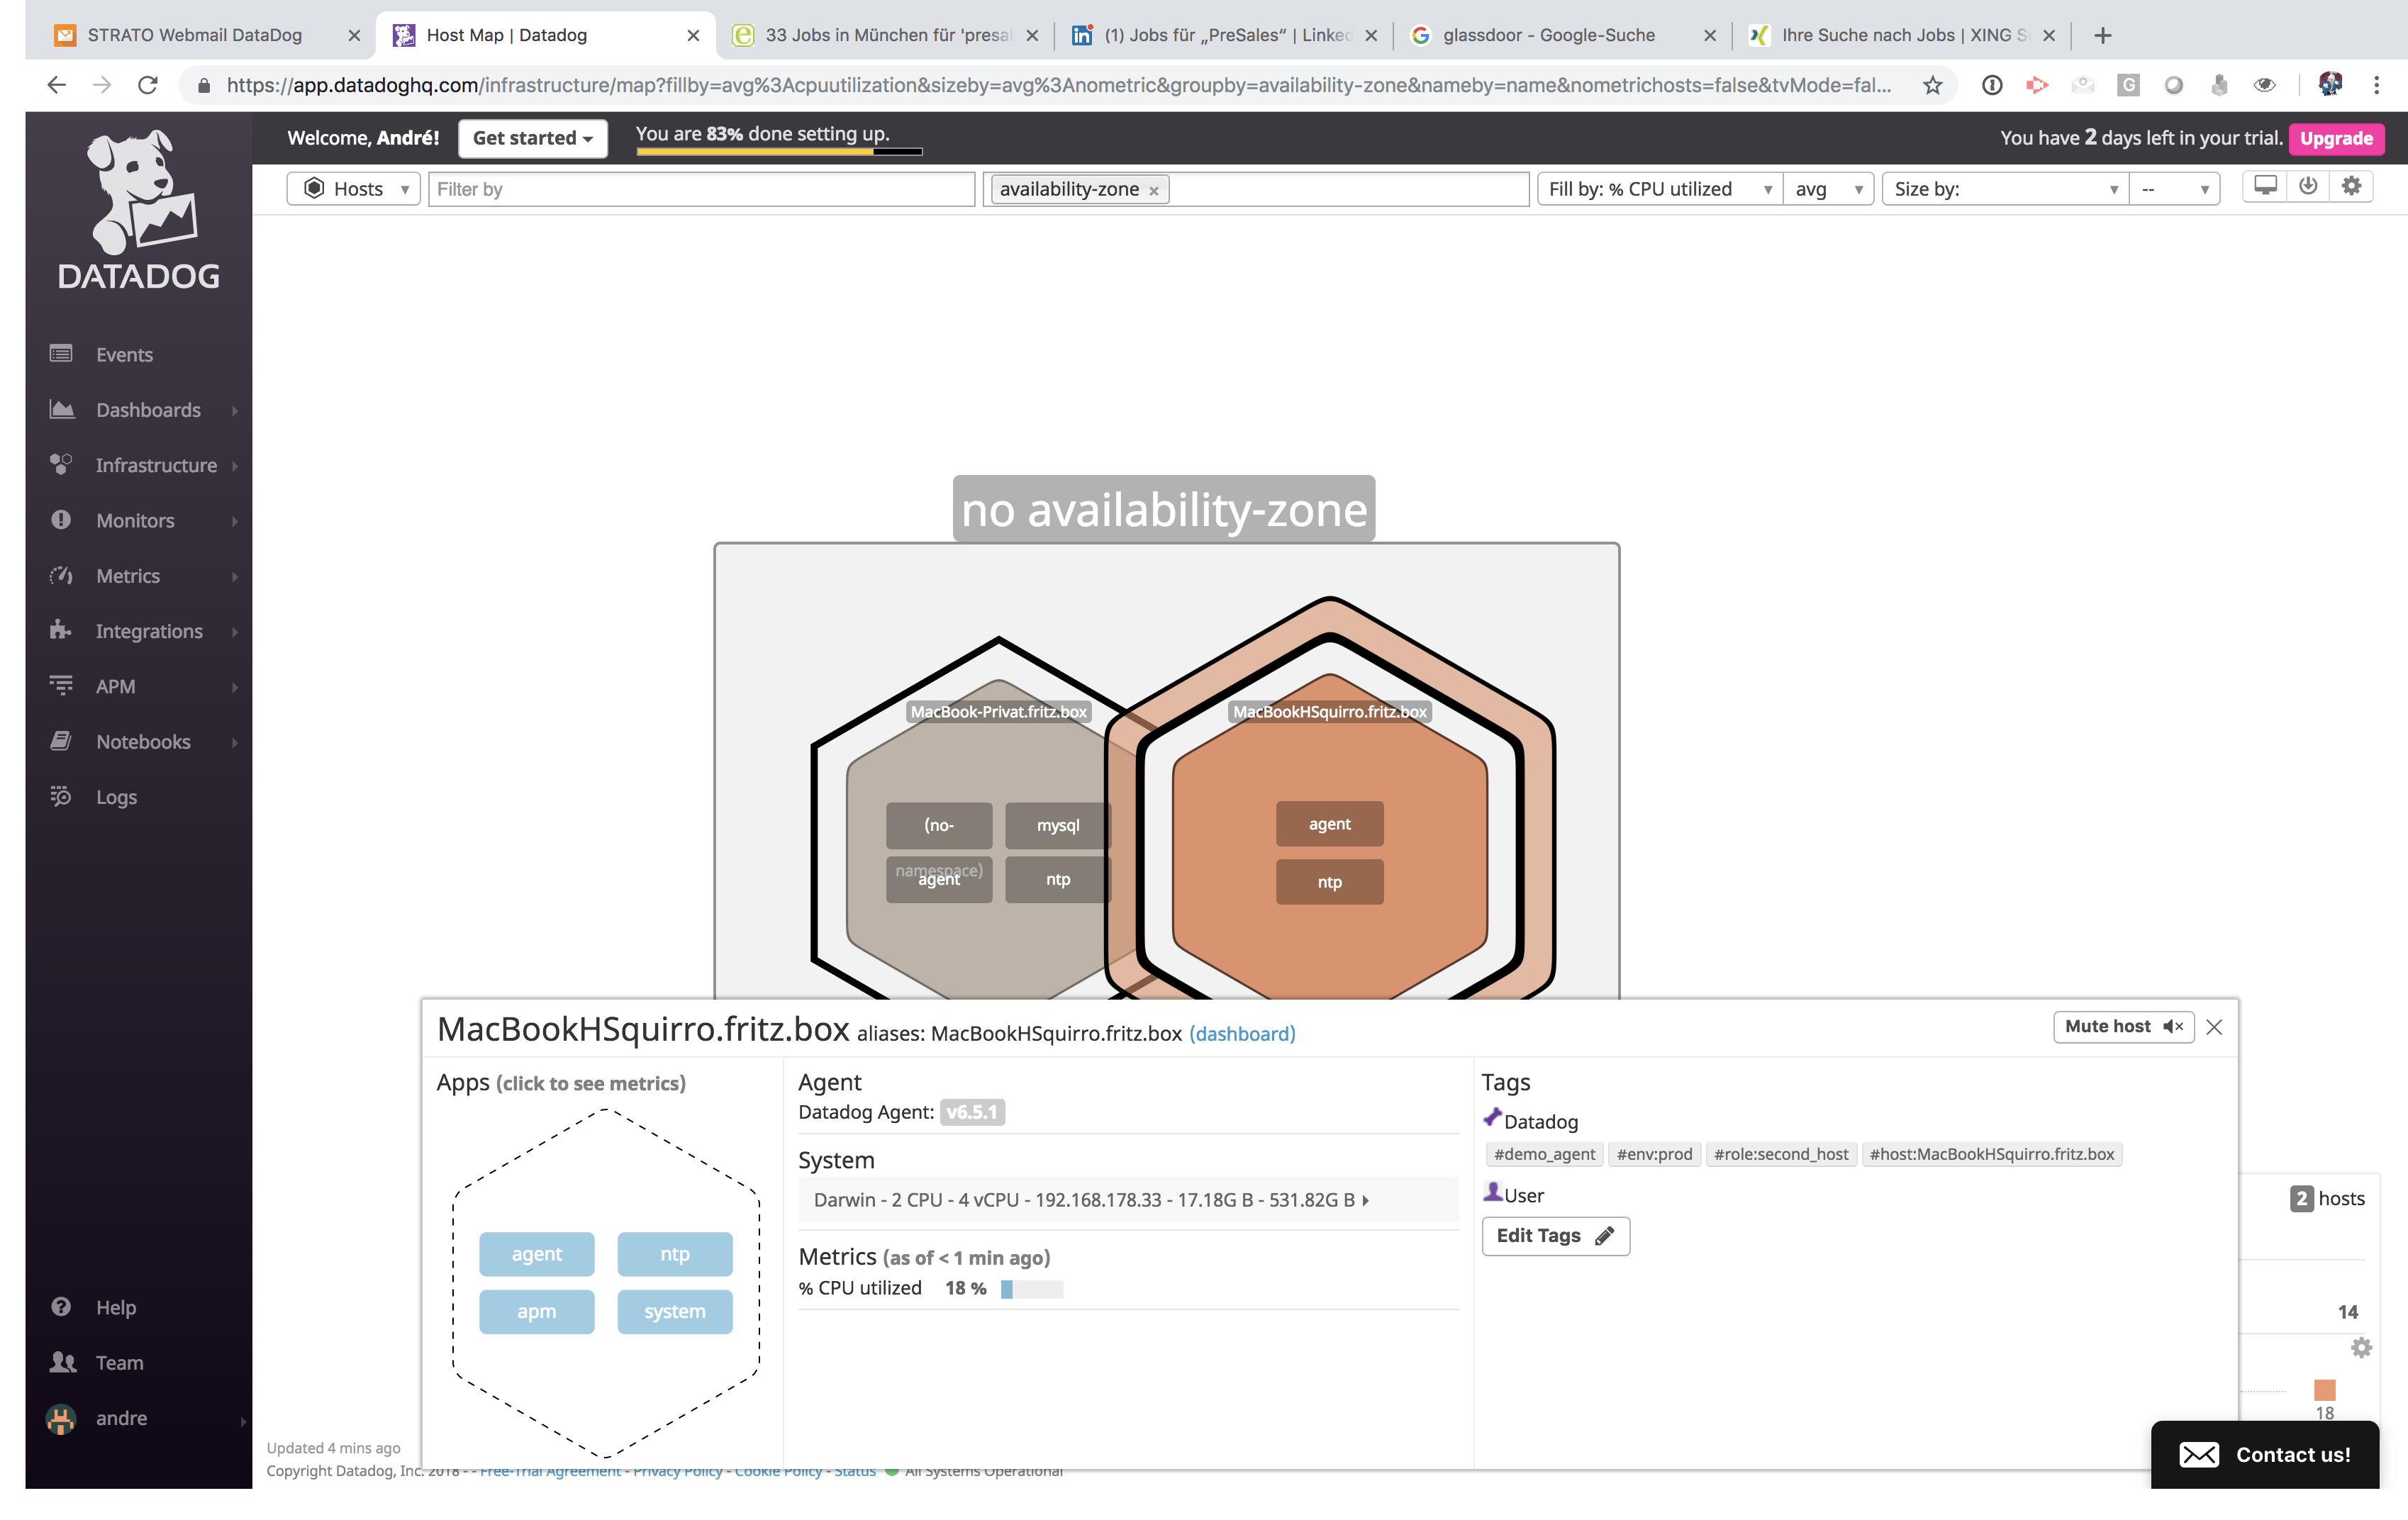 STRATO Webmail DataDog
Host Map | Datadog
33 Jobs in München für 'presal
(1) Jobs für „PreSales“ | Linked
glassdoor - Google-Suche
Ihre Suche nach Jobs | XING S
https://app.datadoghq.com/infrastructure/map?fillby=avg%3Acpuutilization&sizeby=avg%3Anometric&groupby=availability-zone&nameby=name&nometrichosts=false&tvMode=fal...
Welcome, André!
Get started
You are 83% done setting up.
You have 2 days left in your trial.
Upgrade
DATADOG
Hosts
Filter by
availability-zone ×
Fill by: % CPU utilized
avg
Size by:
--
Events
Dashboards
Infrastructure
Monitors
Metrics
Integrations
APM
Notebooks
Logs
Help
Team
andre
no availability-zone
MacBook-Privat.fritz.box
(no-
namespace)
mysql
agent
ntp
MacBookHSquirro.fritz.box
agent
ntp
MacBookHSquirro.fritz.box aliases: MacBookHSquirro.fritz.box (dashboard)
Mute host
Apps (click to see metrics)
agent
ntp
apm
system
Agent
Datadog Agent: v6.5.1
System
Darwin - 2 CPU - 4 vCPU - 192.168.178.33 - 17.18G B - 531.82G B
Metrics (as of < 1 min ago)
% CPU utilized 18 %
Tags
Datadog
#demo_agent #env:prod #role:second_host #host:MacBookHSquirro.fritz.box
User
Edit Tags
2 hosts
14
18
Contact us!
Updated 4 mins ago
Copyright Datadog, Inc. 2018 - - Free-Trial Agreement - Privacy Policy - Cookie Policy - Status All Systems Operational